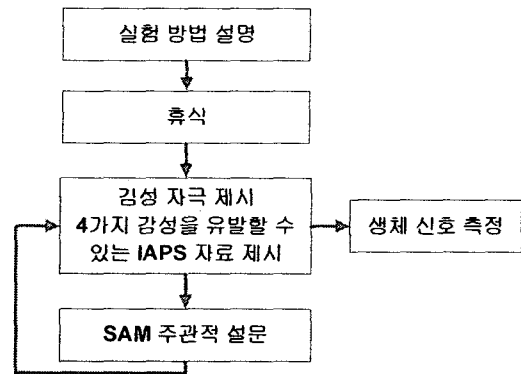 실험 방법 설명
휴식
김성 자극 제시
4가지 감성을 유발할 수
있는 IAPS 자료 제시
생체 신호 측정
SAM 주관적 설문